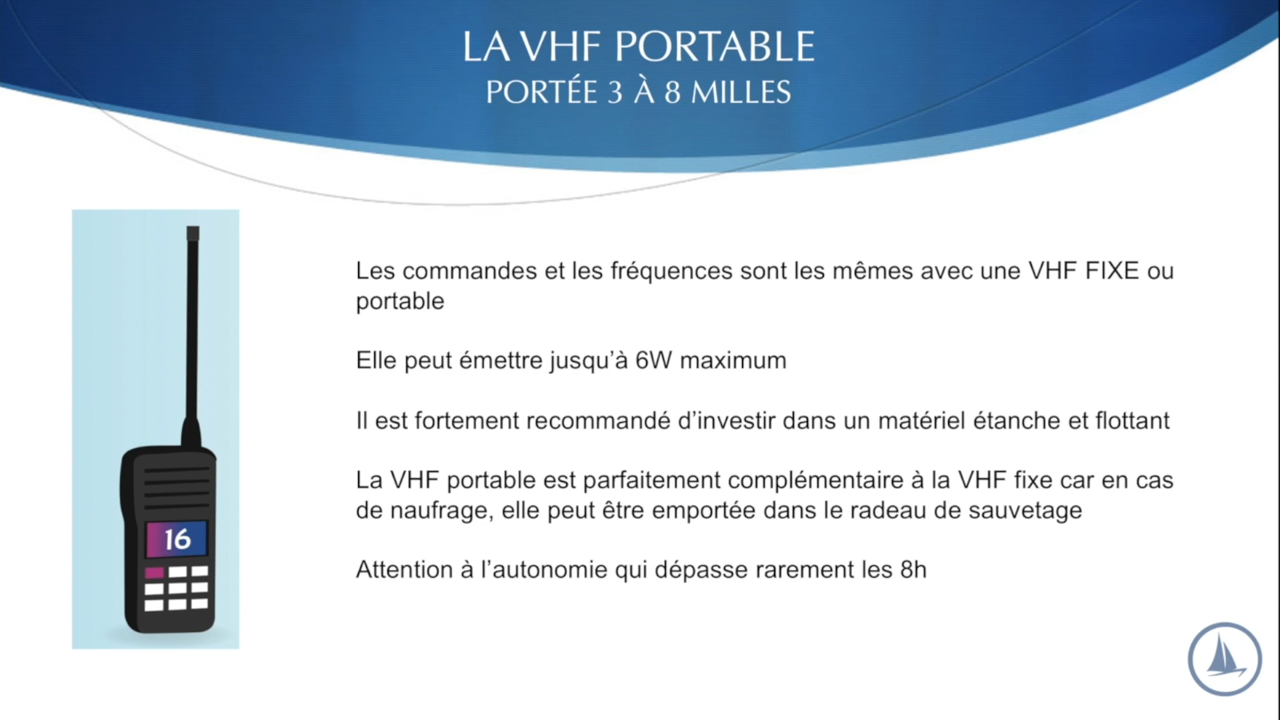 LA VHF PORTABLE
PORTÉE 3 À 8 MILLES
Les commandes et les fréquences sont les mêmes avec une VHF FIXE ou
portable
Elle peut émettre jusqu’à 6W maximum
Il est fortement recommandé d’investir dans un matériel étanche et flottant
La VHF portable est parfaitement complémentaire à la VHF fixe car en cas
de naufrage, elle peut être emportée dans le radeau de sauvetage
Attention à l’autonomie qui dépasse rarement les 8h
16